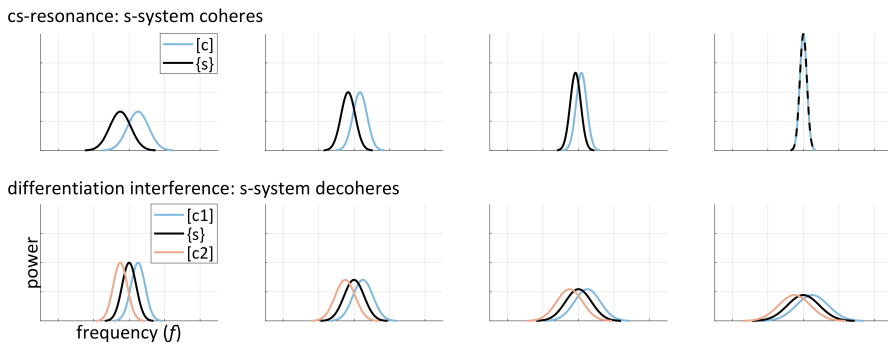 cs-resonance: s-system coheres
[c]
{s}
differentiation interference: s-system decoheres
[c1]
{s}
[c2]
power
frequency (f)